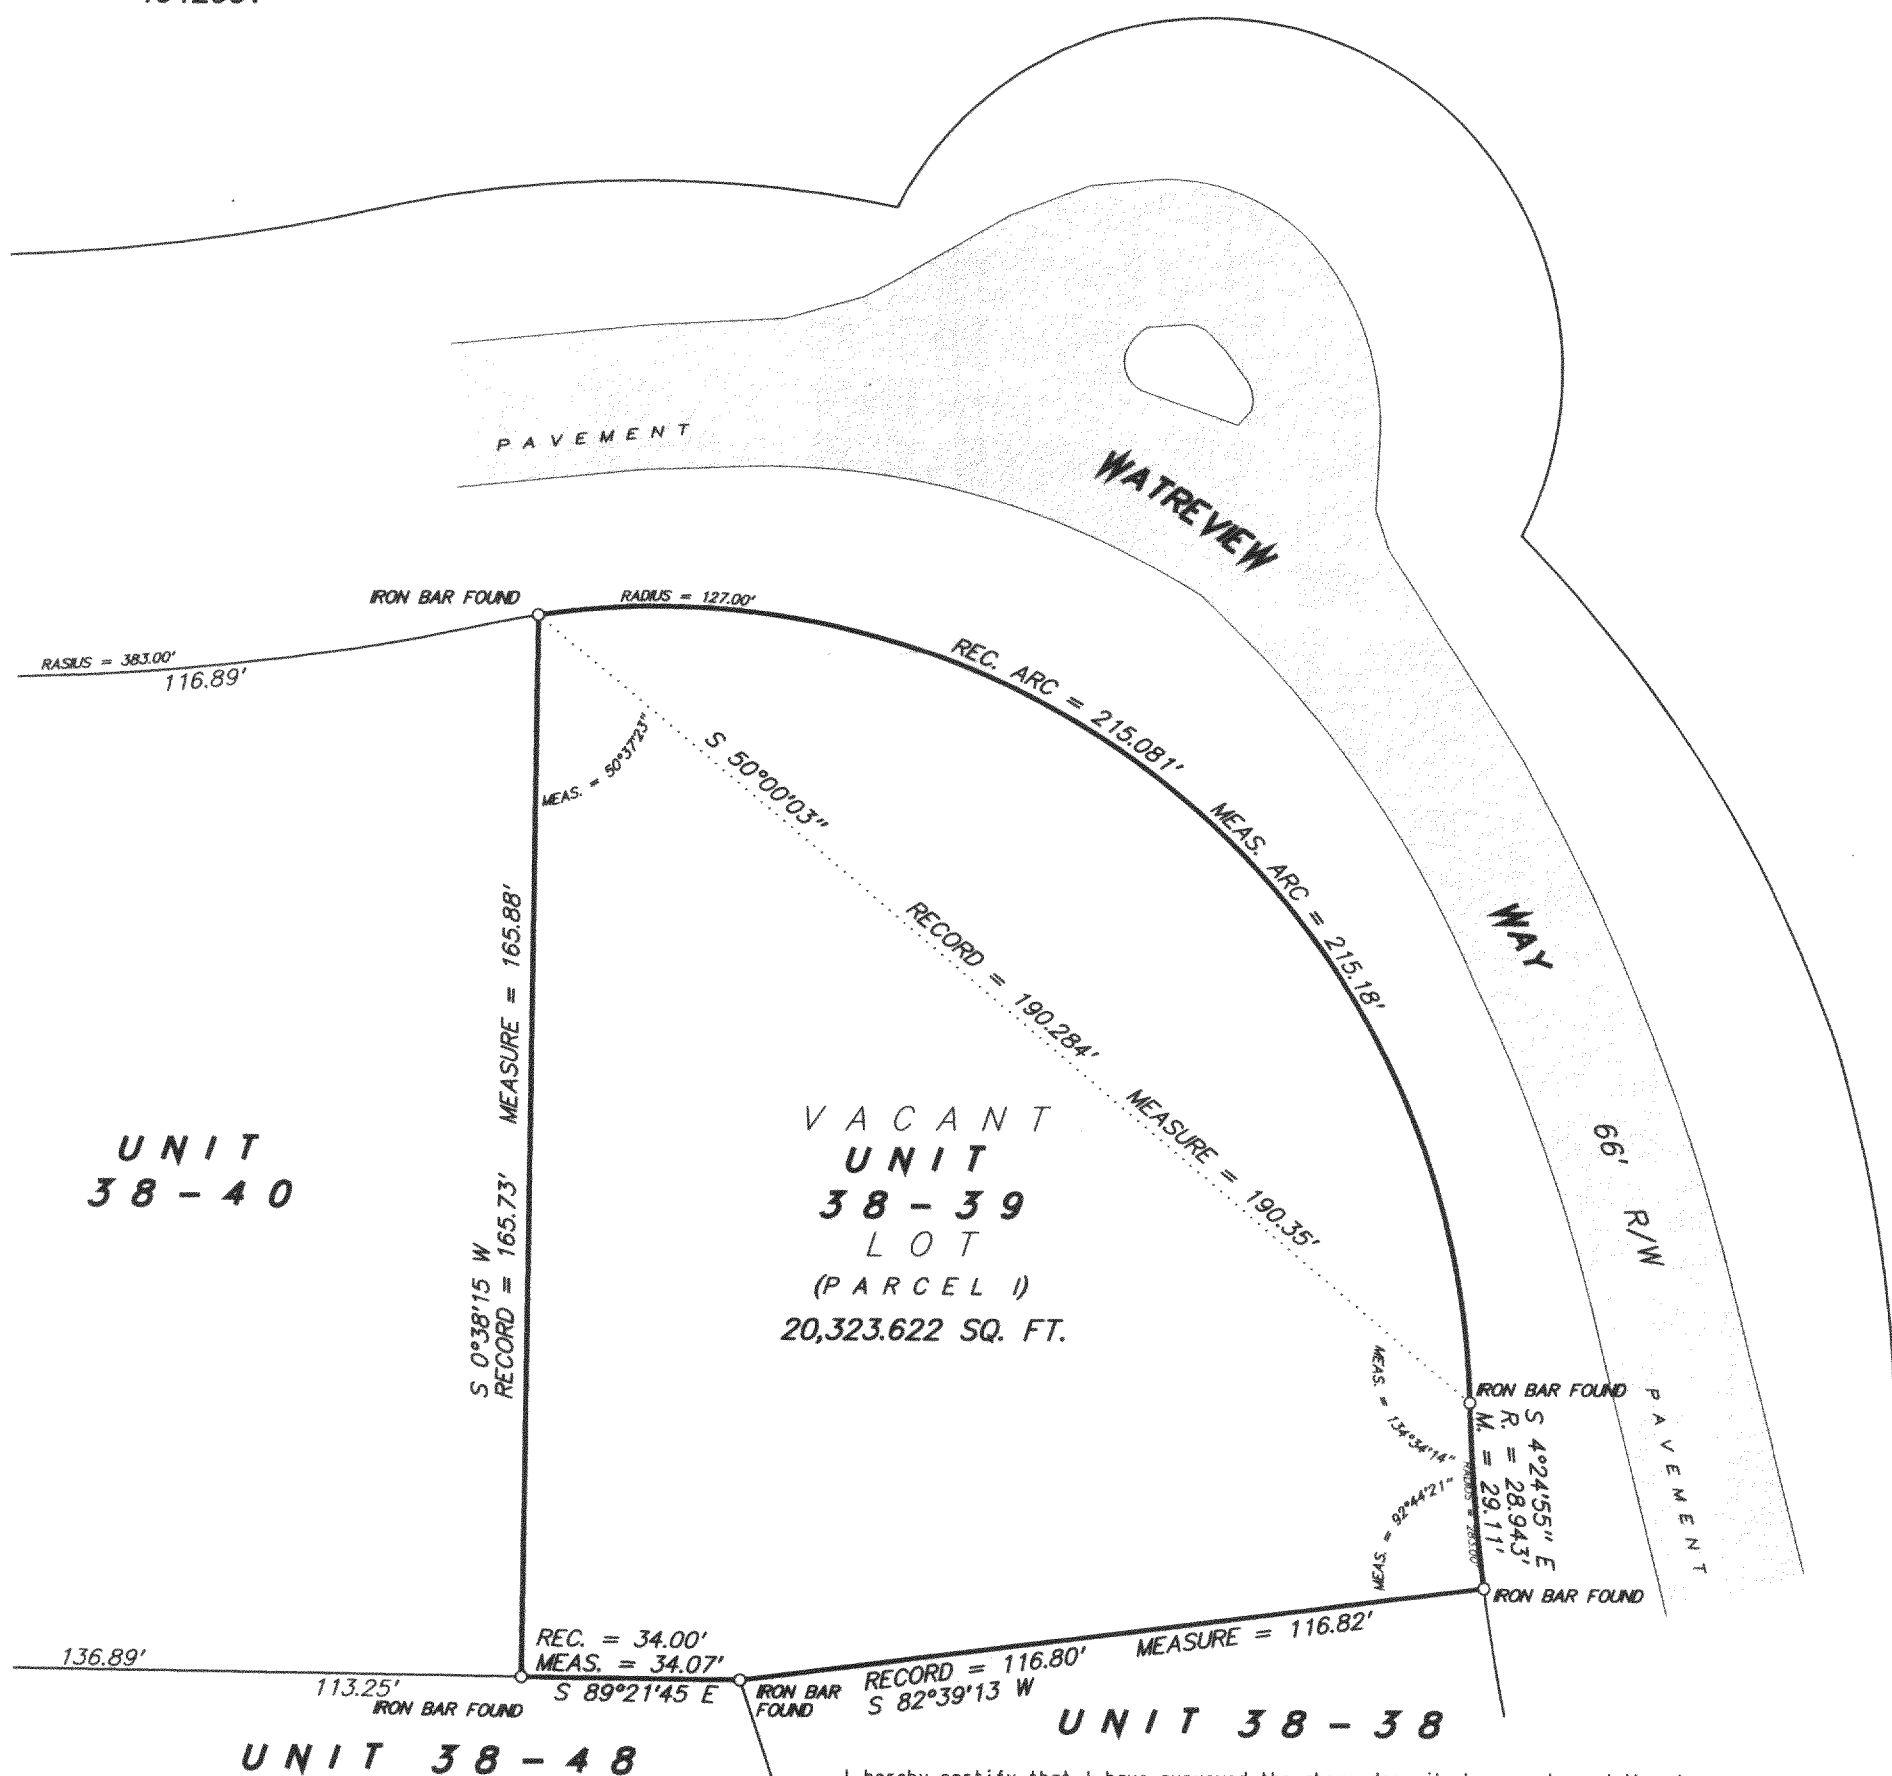 PAVEMENT
WATREVIEW
WAY
66' R/W
PAVEMENT
IRON BAR FOUND
RADIUS = 127.00'
RASIUS = 383.00'
116.89'
REC. ARC = 215.081'
MEAS. ARC = 215.18'
MEAS. = 50°37'23"
S 50°00'03"
RECORD = 190.284'
MEASURE = 190.35'
S 0°38'15 W
RECORD = 165.73'
MEASURE = 165.88'
UNIT
38-40
VACANT
UNIT
38-39
LOT
(PARCEL I)
20,323.622 SQ. FT.
IRON BAR FOUND
S 4°24'55" E
R. = 28.943'
M. = 29.11'
MEAS. = 134°34'14"
MEAS. = 92°44'21"
IRON BAR FOUND
REC. = 34.00'
MEAS. = 34.07'
S 89°21'45 E
136.89'
113.25'
IRON BAR FOUND
IRON BAR
FOUND
RECORD = 116.80'
MEASURE = 116.82'
S 82°39'13 W
UNIT 38-38
UNIT 38-48